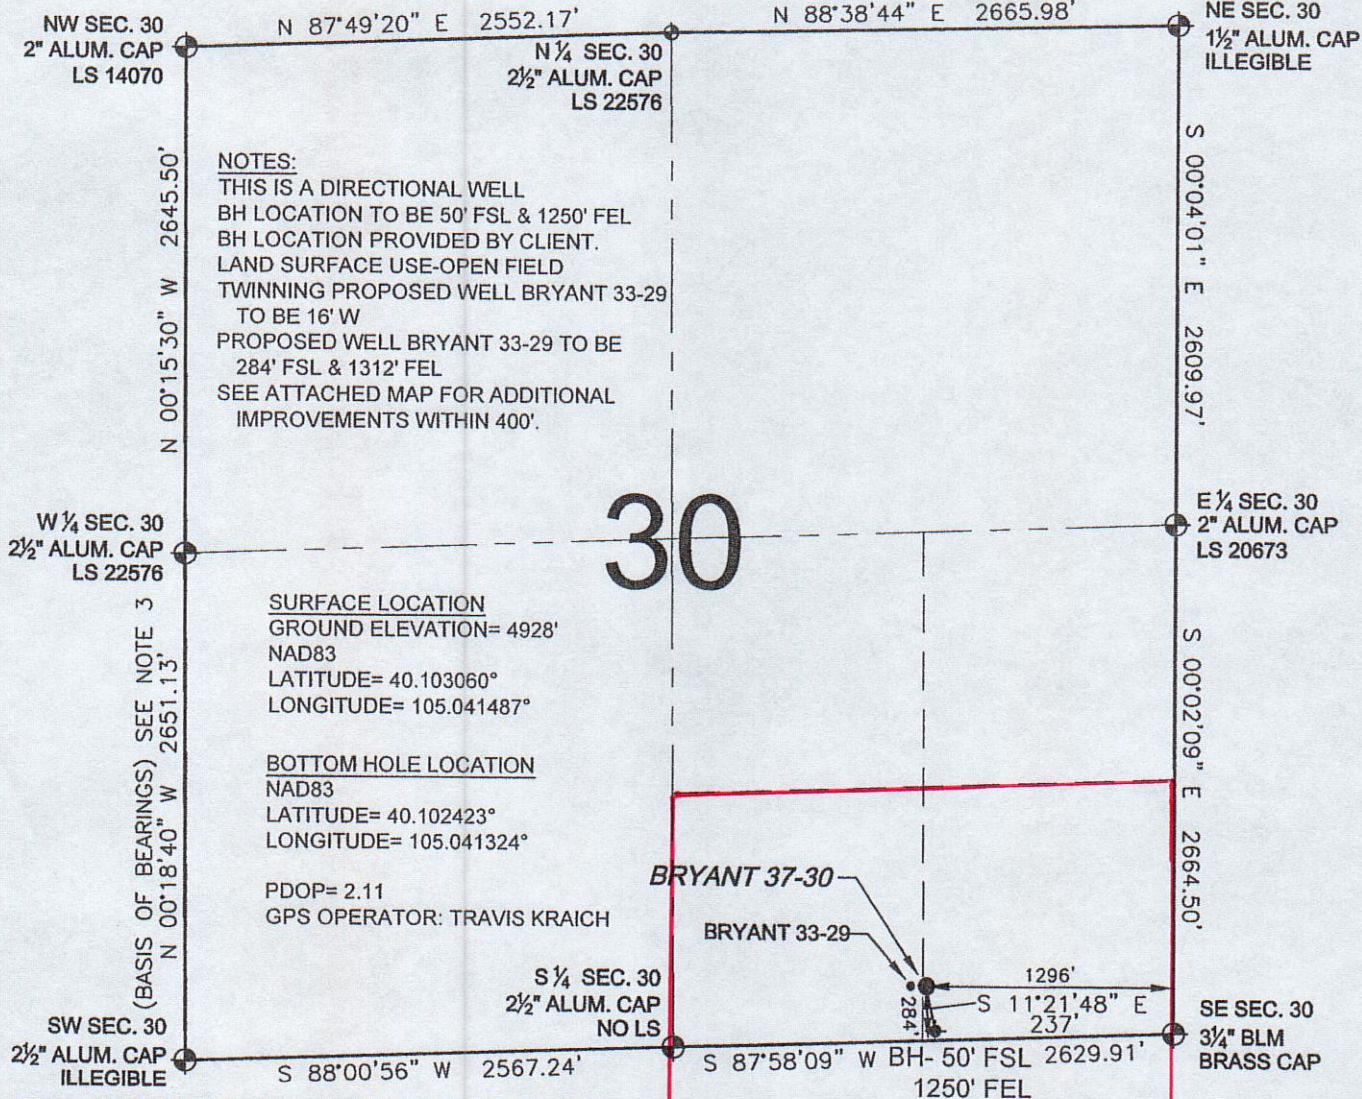 NW SEC. 30
2" ALUM. CAP
LS 14070
N 87°49'20" E 2552.17'
N ¼ SEC. 30
2½" ALUM. CAP
LS 22576
N 88°38'44" E 2665.98'
NE SEC. 30
1½" ALUM. CAP
ILLEGIBLE
N 00°15'30" W 2645.50'
NOTES:
THIS IS A DIRECTIONAL WELL
BH LOCATION TO BE 50' FSL & 1250' FEL
BH LOCATION PROVIDED BY CLIENT.
LAND SURFACE USE-OPEN FIELD
TWINNING PROPOSED WELL BRYANT 33-29
TO BE 16' W
PROPOSED WELL BRYANT 33-29 TO BE
284' FSL & 1312' FEL
SEE ATTACHED MAP FOR ADDITIONAL
IMPROVEMENTS WITHIN 400'.
S 00°04'01" E 2609.97'
W ¼ SEC. 30
2½" ALUM. CAP
LS 22576
30
E ¼ SEC. 30
2" ALUM. CAP
LS 20673
(BASIS OF BEARINGS) SEE NOTE 3
N 00°18'40" W 2651.13'
SURFACE LOCATION
GROUND ELEVATION= 4928'
NAD83
LATITUDE= 40.103060°
LONGITUDE= 105.041487°
BOTTOM HOLE LOCATION
NAD83
LATITUDE= 40.102423°
LONGITUDE= 105.041324°
PDOP= 2.11
GPS OPERATOR: TRAVIS KRAICH
S 00°02'09" E 2664.50'
BRYANT 37-30
BRYANT 33-29
1296'
284'
S 11°21'48" E
237'
S ¼ SEC. 30
2½" ALUM. CAP
NO LS
SE SEC. 30
3¼" BLM
BRASS CAP
SW SEC. 30
2½" ALUM. CAP
ILLEGIBLE
S 88°00'56" W 2567.24'
S 87°58'09" W BH- 50' FSL 2629.91'
1250' FEL